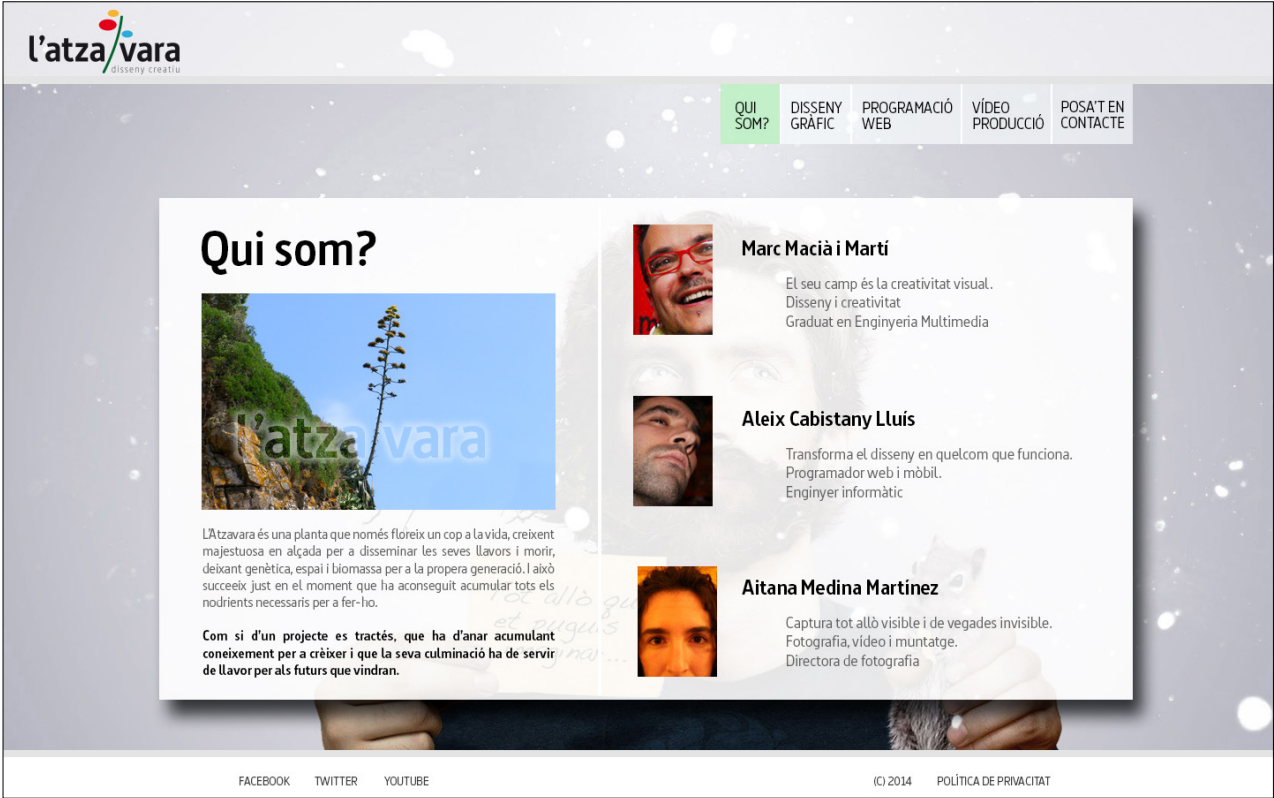 l'atza/vara
disseny creatiu
QUI
SOM?
DISSENY
GRÀFIC
PROGRAMACIÓ
WEB
VÍDEO
PRODUCCIÓ
POSA'T EN
CONTACTE
Qui som?
l'atza vara
L'Atzavara és una planta que només floreix un cop a la vida, creixent
majestuosa en alçada per a disseminar les seves llavors i morir,
deixant genètica, espai i biomassa per a la propera generació. I això
succeeix just en el moment que ha aconseguit acumular tots els
nodrients necessaris per a fer-ho.
Com si d'un projecte es tractés, que ha d'anar acumulant
coneixement per a crèixer i que la seva culminació ha de servir
de llavor per als futurs que vindran.
Tot allò que
et puguis
imaginar...
Marc Macià i Martí
El seu camp és la creativitat visual.
Disseny i creativitat
Graduat en Enginyeria Multimedia
Aleix Cabistany Lluís
Transforma el disseny en quelcom que funciona.
Programador web i mòbil.
Enginyer informàtic
Aitana Medina Martínez
Captura tot allò visible i de vegades invisible.
Fotografia, vídeo i muntatge.
Directora de fotografia
FACEBOOK TWITTER YOUTUBE
(C) 2014 POLÍTICA DE PRIVACITAT